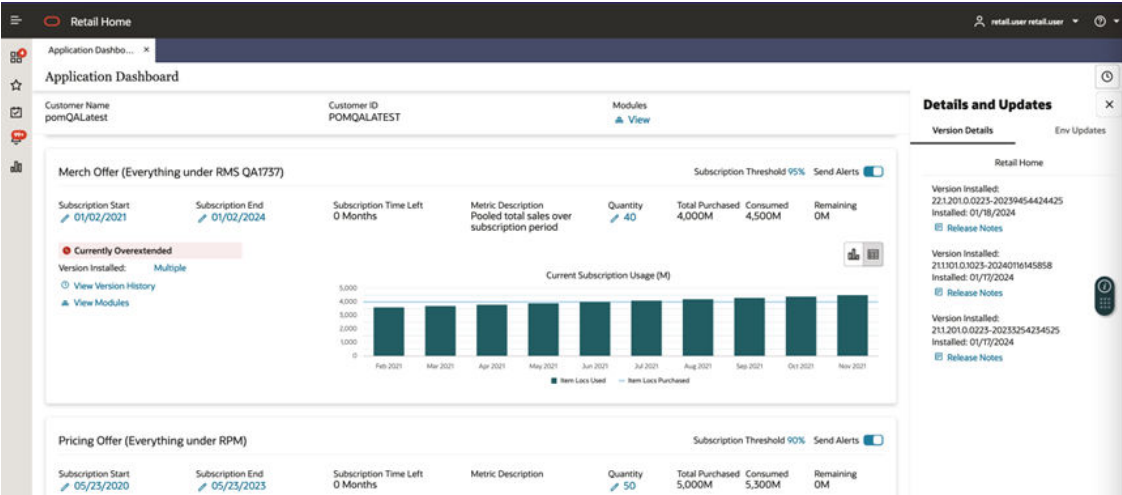 Retail Home
retail.user retail.user
Application Dashbo... ×
Application Dashboard
Customer Name
pomQALatest
Customer ID
POMQALATEST
Modules
View
Merch Offer (Everything under RMS QA1737)
Subscription Threshold 95% Send Alerts
Subscription Start
01/02/2021
Subscription End
01/02/2024
Subscription Time Left
0 Months
Metric Description
Pooled total sales over
subscription period
Quantity
40
Total Purchased
4,000M
Consumed
4,500M
Remaining
0M
Currently Overextended
Version Installed: Multiple
View Version History
View Modules
Current Subscription Usage (M)
5,000
4,000
3,000
2,000
1,000
0
Feb 2021 Mar 2021 Apr 2021 May 2021 Jun 2021 Jul 2021 Aug 2021 Sep 2021 Oct 2021 Nov 2021
Item Locs Used Item Locs Purchased
Pricing Offer (Everything under RPM)
Subscription Threshold 90% Send Alerts
Subscription Start
05/23/2020
Subscription End
05/23/2023
Subscription Time Left
0 Months
Metric Description
Quantity
50
Total Purchased
5,000M
Consumed
5,300M
Remaining
0M
Details and Updates ×
Version Details Env Updates
Retail Home
Version Installed:
22.1.201.0.0223-20239454424425
Installed: 01/18/2024
Release Notes
Version Installed:
21.1.101.0.1023-20240116145858
Installed: 01/17/2024
Release Notes
Version Installed:
21.1.201.0.0223-20233254234525
Installed: 01/17/2024
Release Notes